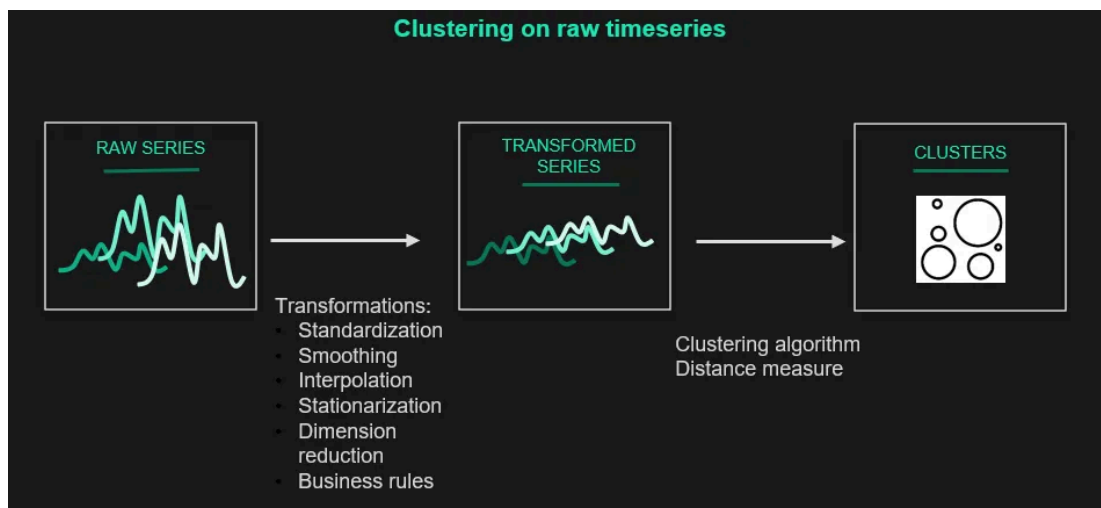 Clustering on raw timeseries
RAW SERIES
TRANSFORMED
SERIES
CLUSTERS
Transformations:
Standardization
Smoothing
Interpolation
Stationarization
Dimension
reduction
Business rules
Clustering algorithm
Distance measure